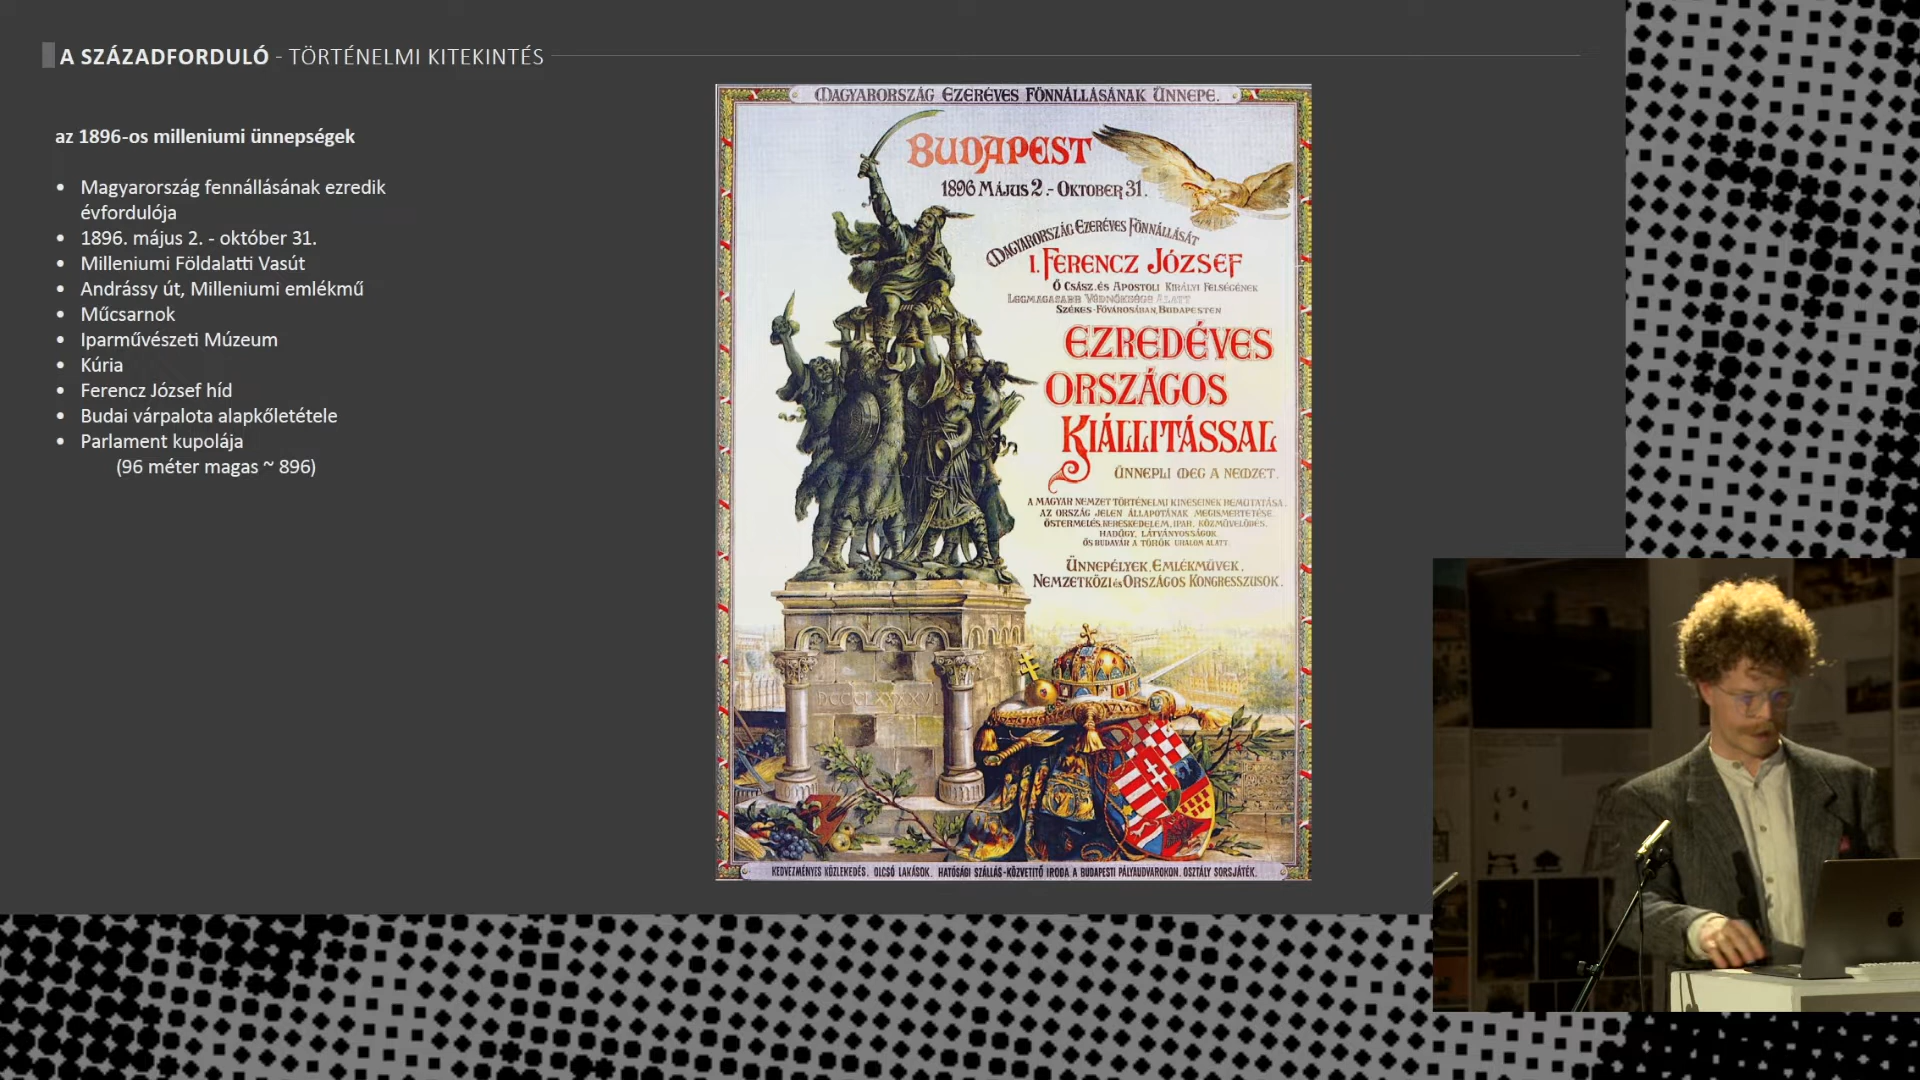 A SZÁZADFORDULÓ - TÖRTÉNELMI KITEKINTÉS
az 1896-os milleniumi ünnepségek
• Magyarország fennállásának ezredik
évfordulója
• 1896. május 2. - október 31.
• Milleniumi Földalatti Vasút
• Andrássy út, Milleniumi emlékmű
• Műcsarnok
• Iparművészeti Múzeum
• Kúria
• Ferencz József híd
• Budai várpalota alapkőletétele
• Parlament kupolája
(96 méter magas ~ 896)
MAGYARORSZÁG EZERÉVES FÖNNÁLLÁSÁNAK ÜNNEPE.
BUDAPEST
1896 MÁJUS 2.- OKTOBER 31.
MAGYARORSZÁG EZERÉVES FÖNNÁLLÁSÁT
I. FERENCZ JÓZSEF
Ő CSÁSZ. ÉS APOSTOLI KIRÁLYI FELSÉGÉNEK
LEGMAGASABB VÉDNÖKSÉGE ALATT
SZÉKES-FŐVÁROSÁBAN, BUDAPESTEN
EZREDÉVES
ORSZÁGOS
KIÁLLITÁSSAL
ÜNNEPLI MEG A NEMZET.
A MAGYAR NEMZET TÖRTÉNELMI KINCSEINEK BEMUTATÁSA.
AZ ORSZÁG JELEN ÁLLAPOTÁNAK MEGISMERTETÉSE.
ŐSTERMELÉS, KERESKEDELEM, IPAR, KÖZMŰVELŐDÉS.
HADÜGY, LÁTVÁNYOSSÁGOK.
ŐS BUDAVÁR A TÖRÖK URALOM ALATT.
ÜNNEPÉLYEK, EMLÉKMŰVEK,
NEMZETKÖZI és ORSZÁGOS KONGRESSZUSOK.
KEDVEZMÉNYES KÖZLEKEDÉS. OLCSÓ LAKÁSOK. HATÓSÁGI SZÁLLÁS-KÖZVETITŐ IRODA A BUDAPESTI PÁLYAUDVAROKON. OSZTÁLY SORSJÁTÉK.